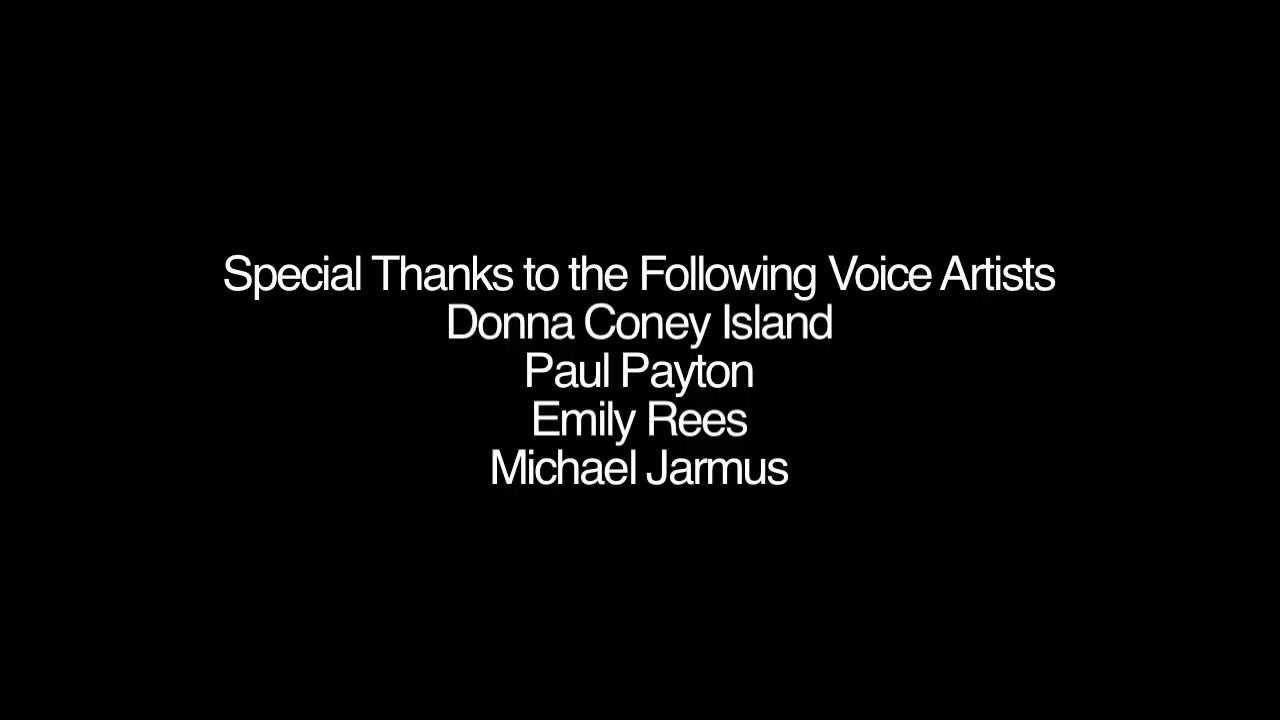 Special Thanks to the Following Voice Artists
Donna Coney Island
Paul Payton
Emily Rees
Michael Jarmus